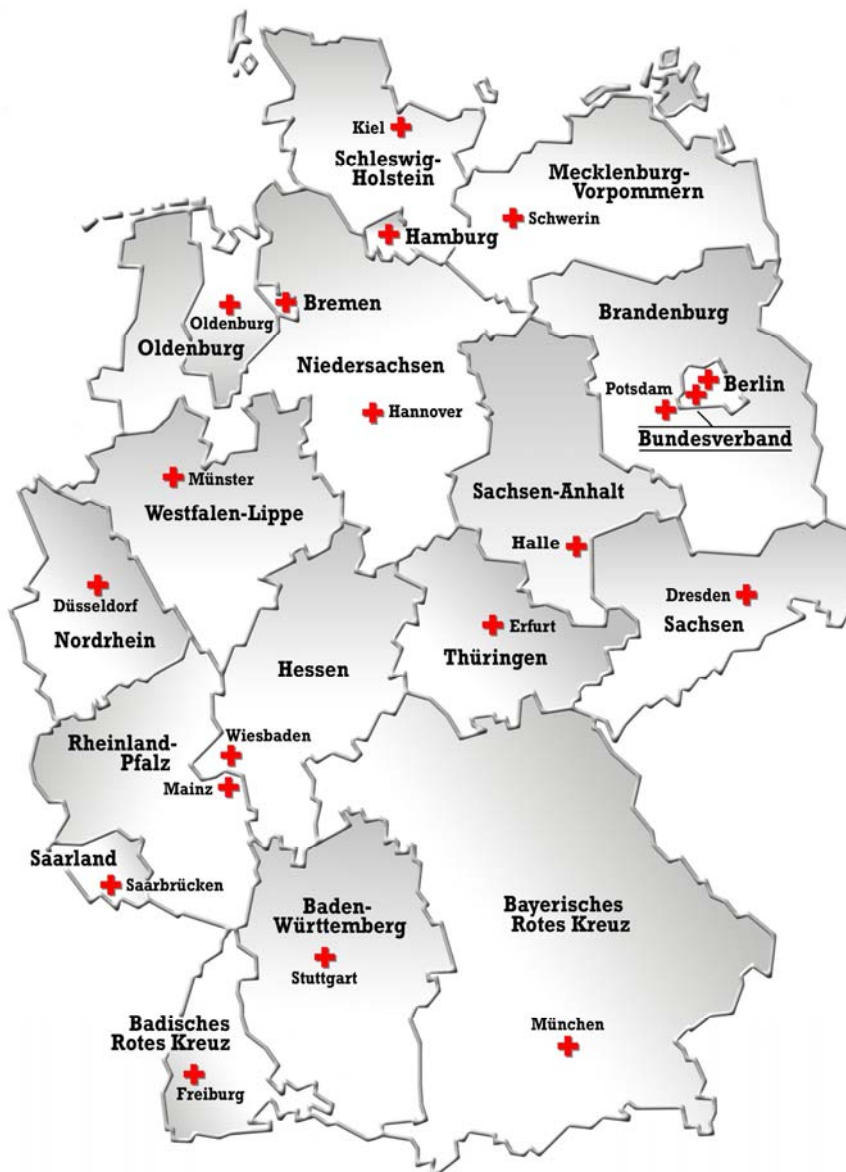 Kiel
Schleswig-
Holstein
Mecklenburg-
Vorpommern
Schwerin
Hamburg
Bremen
Oldenburg
Oldenburg
Brandenburg
Niedersachsen
Potsdam
Berlin
Hannover
Bundesverband
Münster
Westfalen-Lippe
Sachsen-Anhalt
Halle
Düsseldorf
Nordrhein
Dresden
Sachsen
Erfurt
Thüringen
Hessen
Wiesbaden
Rheinland-
Pfalz
Mainz
Saarland
Saarbrücken
Baden-
Württemberg
Stuttgart
Bayerisches
Rotes Kreuz
München
Badisches
Rotes Kreuz
Freiburg